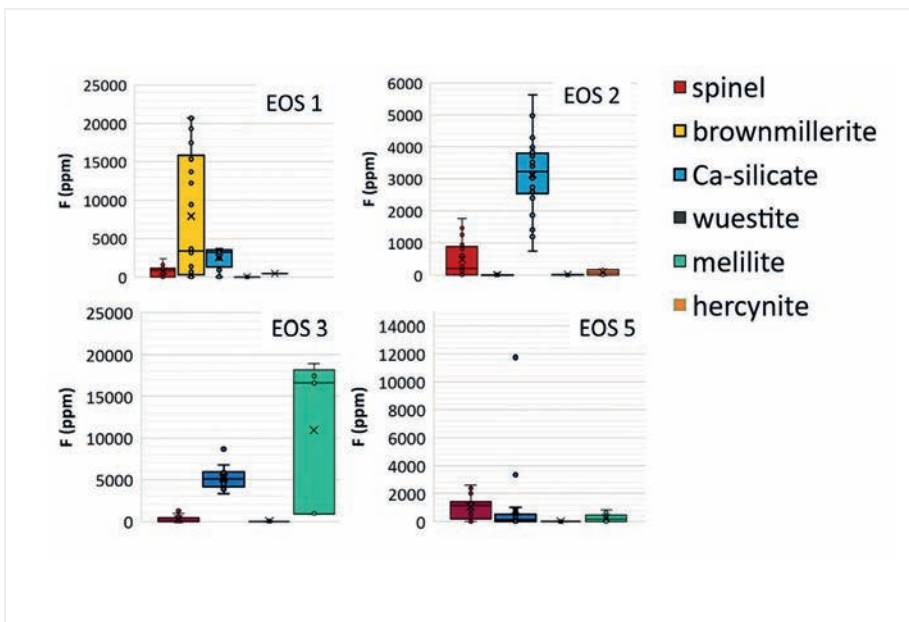 EOS 1
F (ppm)
25000
20000
15000
10000
5000
0
EOS 2
F (ppm)
6000
5000
4000
3000
2000
1000
0
spinel
brownmillerite
Ca-silicate
wuestite
melilite
hercynite
EOS 3
F (ppm)
25000
20000
15000
10000
5000
0
EOS 5
F (ppm)
14000
12000
10000
8000
6000
4000
2000
0